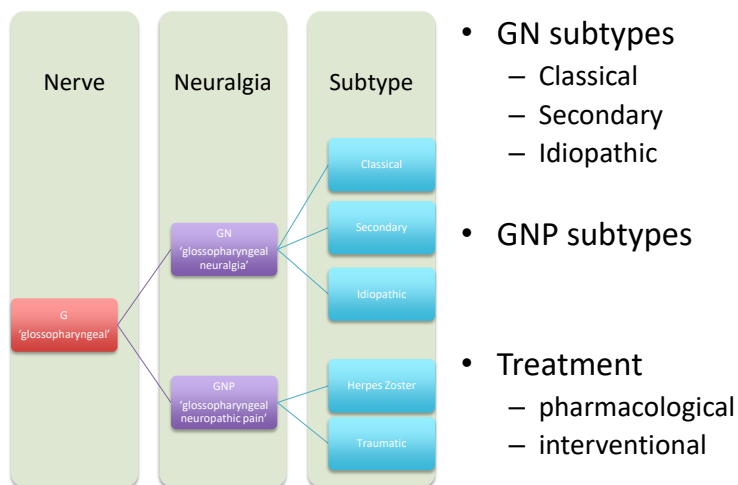 Nerve
Neuralgia
Subtype
G
‘glossopharyngeal’
GN
‘glossopharyngeal
neuralgia’
GNP
‘glossopharyngeal
neuropathic pain’
Classical
Secondary
Idiopathic
Herpes Zoster
Traumatic
• GN subtypes
– Classical
– Secondary
– Idiopathic
• GNP subtypes
• Treatment
– pharmacological
– interventional